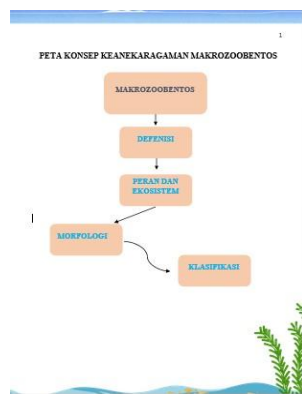 1
PETA KONSEP KEANEKARAGAMAN MAKROZOOBENTOS
MAKROZOOBENTOS
DEFENISI
PERAN DAN
EKOSISTEM
MORFOLOGI
KLASIFIKASI